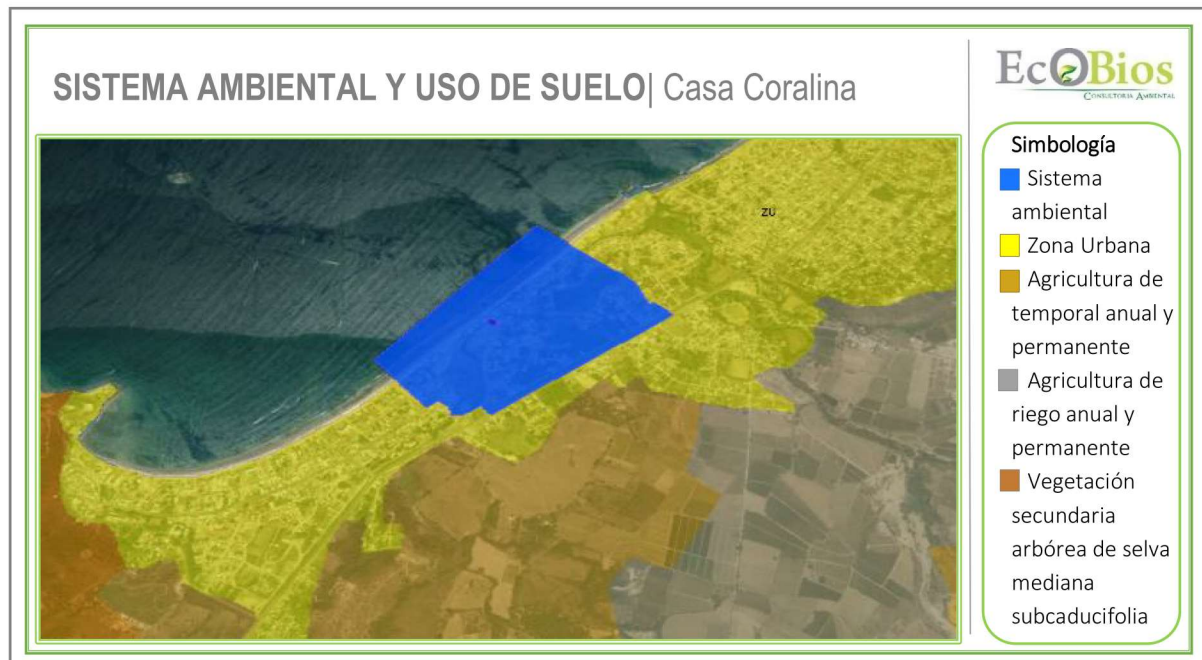 SISTEMA AMBIENTAL Y USO DE SUELO| Casa Coralina
EcOBios
CONSULTORIA AMBIENTAL
ZU
Simbología
Sistema
ambiental
Zona Urbana
Agricultura de
temporal anual y
permanente
Agricultura de
riego anual y
permanente
Vegetación
secundaria
arbórea de selva
mediana
subcaducifolia